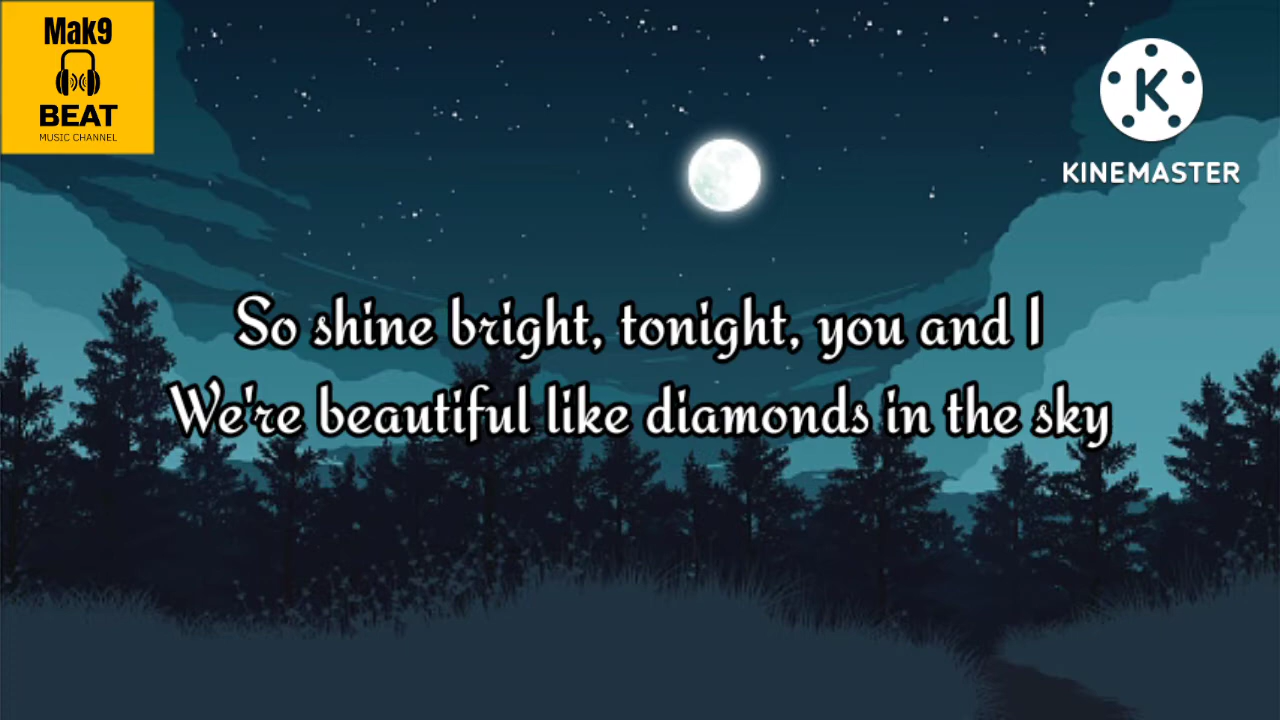 Mak9
BEAT
MUSIC CHANNEL
K
KINEMASTER
So shine bright, tonight, you and I
We're beautiful like diamonds in the sky